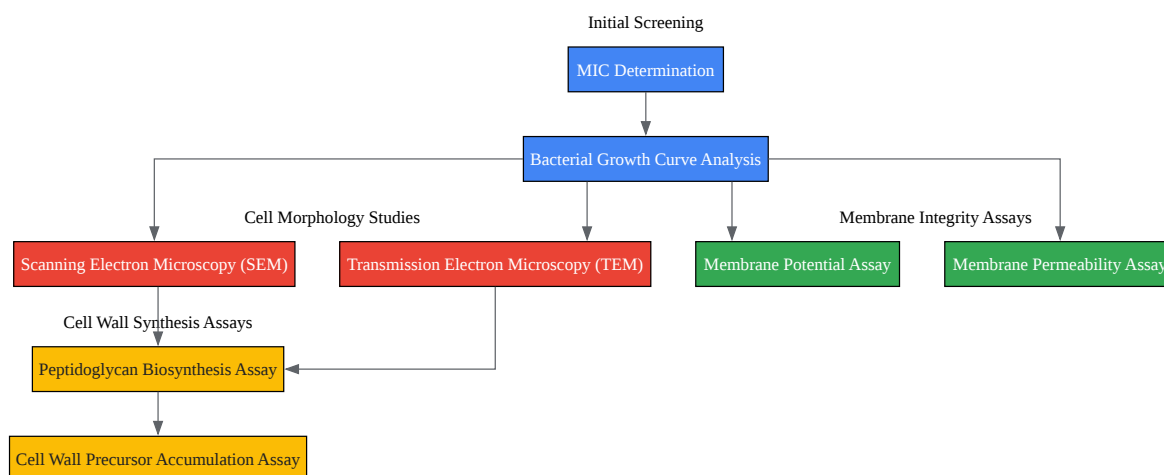 Initial Screening
MIC Determination
Bacterial Growth Curve Analysis
Cell Morphology Studies
Membrane Integrity Assays
Scanning Electron Microscopy (SEM)
Transmission Electron Microscopy (TEM)
Membrane Potential Assay
Membrane Permeability Assay
Cell Wall Synthesis Assays
Peptidoglycan Biosynthesis Assay
Cell Wall Precursor Accumulation Assay